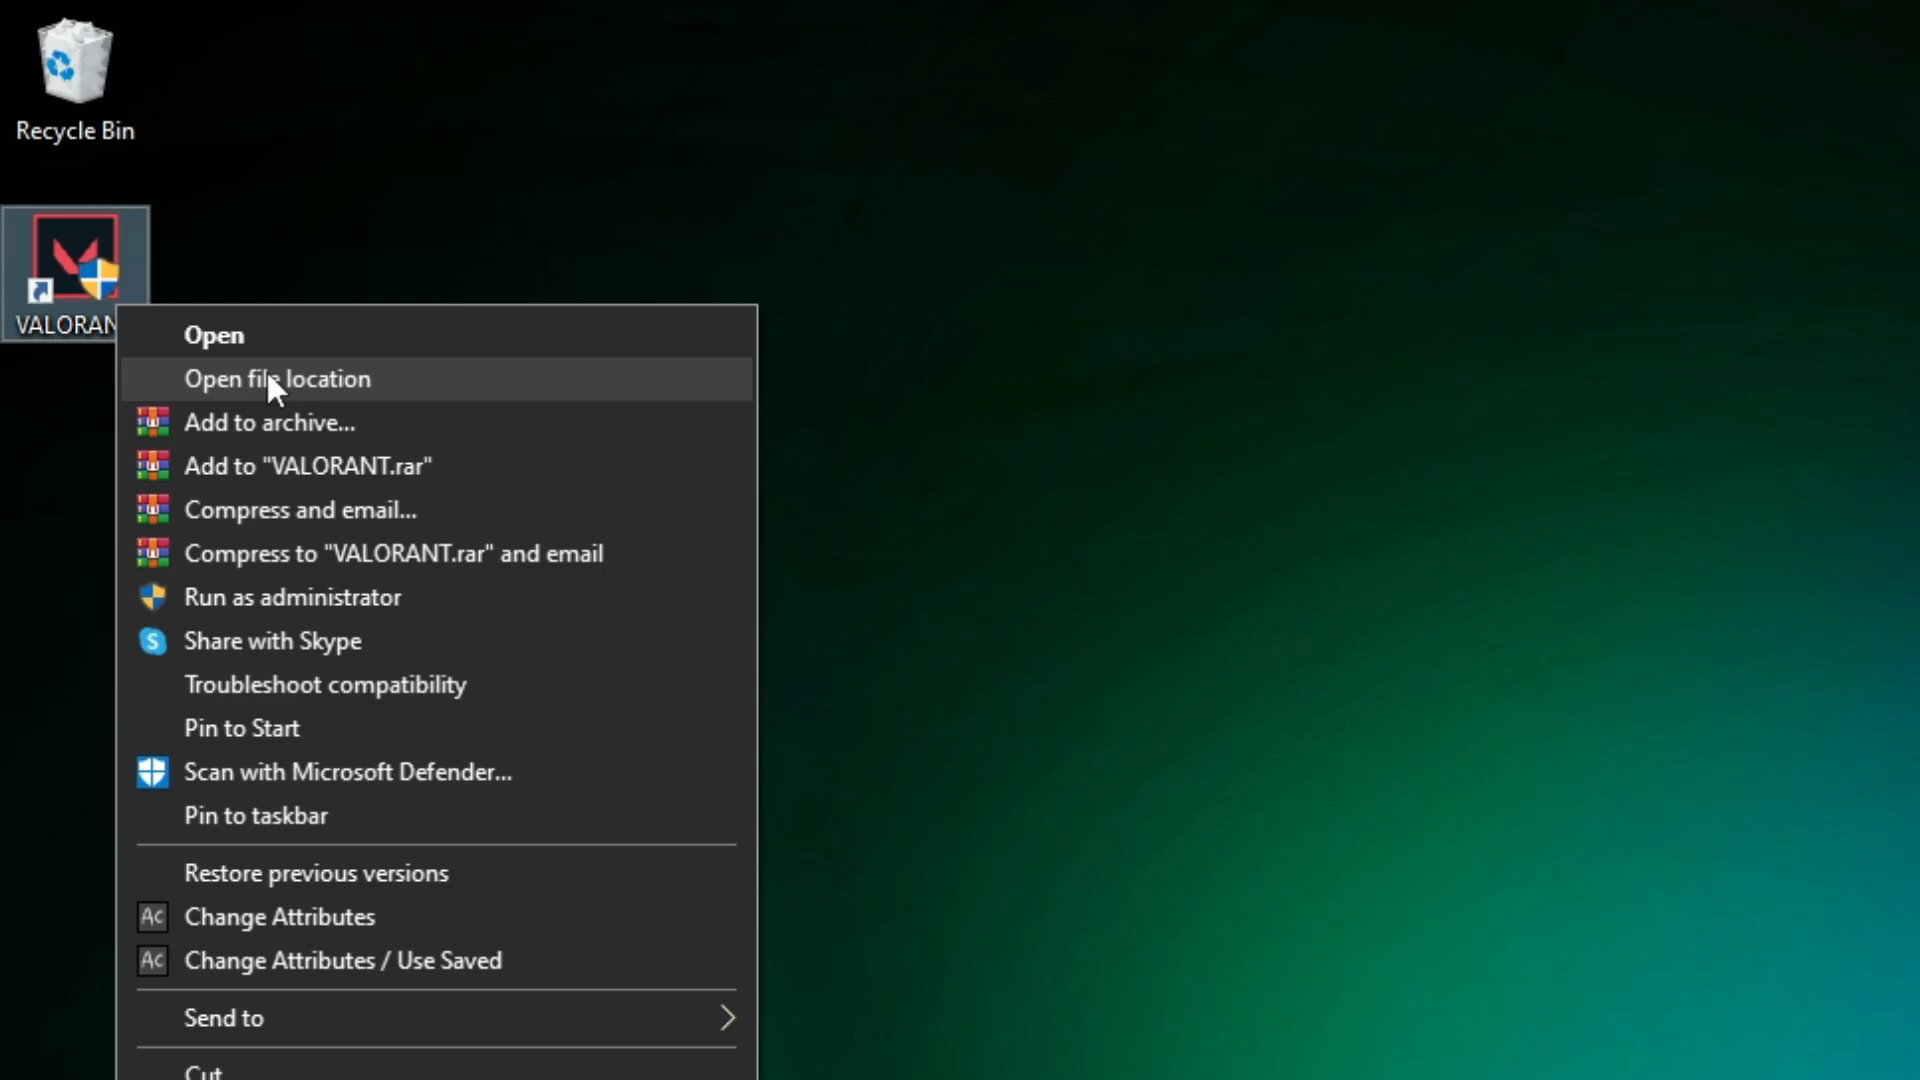 Recycle Bin
VALORAN
Open
Open file location
Add to archive...
Add to "VALORANT.rar"
Compress and email...
Compress to "VALORANT.rar" and email
Run as administrator
S
Share with Skype
Troubleshoot compatibility
Pin to Start
Scan with Microsoft Defender...
Pin to taskbar
Restore previous versions
Ac Change Attributes
Ac Change Attributes / Use Saved
Send to
Cut